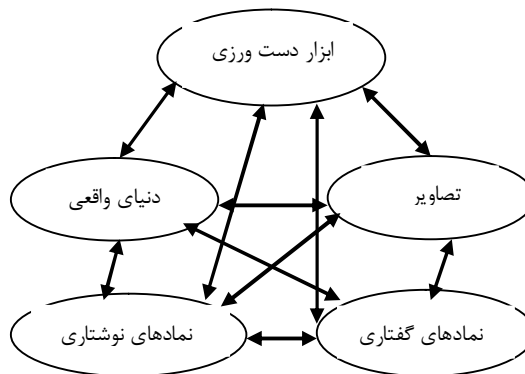 ابزار دست ورزی
تصاویر
دنیای واقعی
نمادهای گفتاری
نمادهای نوشتاری